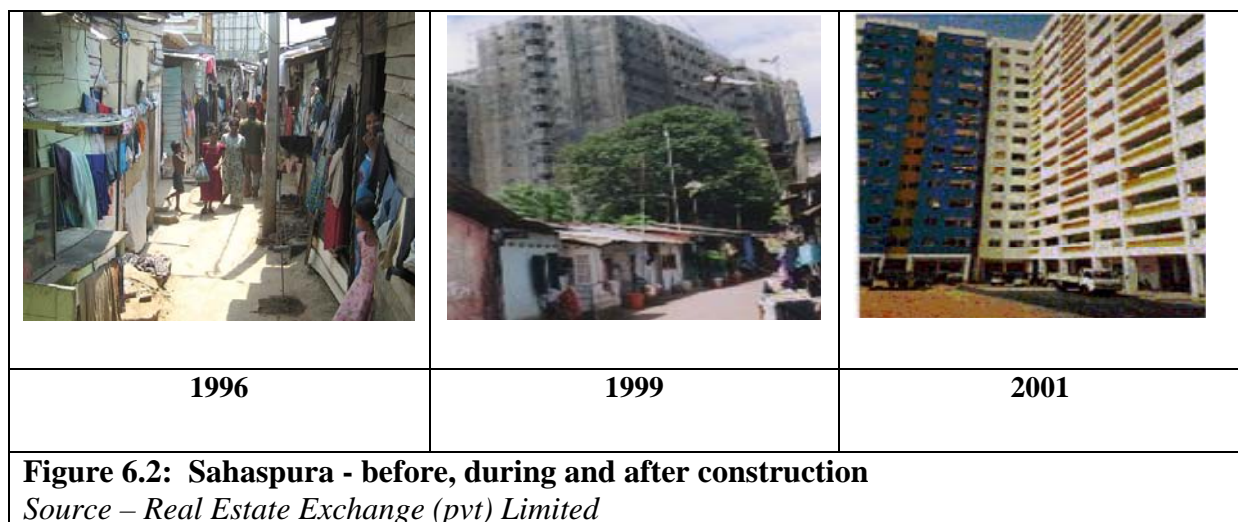 1996
1999
2001
Figure 6.2: Sahaspura - before, during and after construction
Source – Real Estate Exchange (pvt) Limited